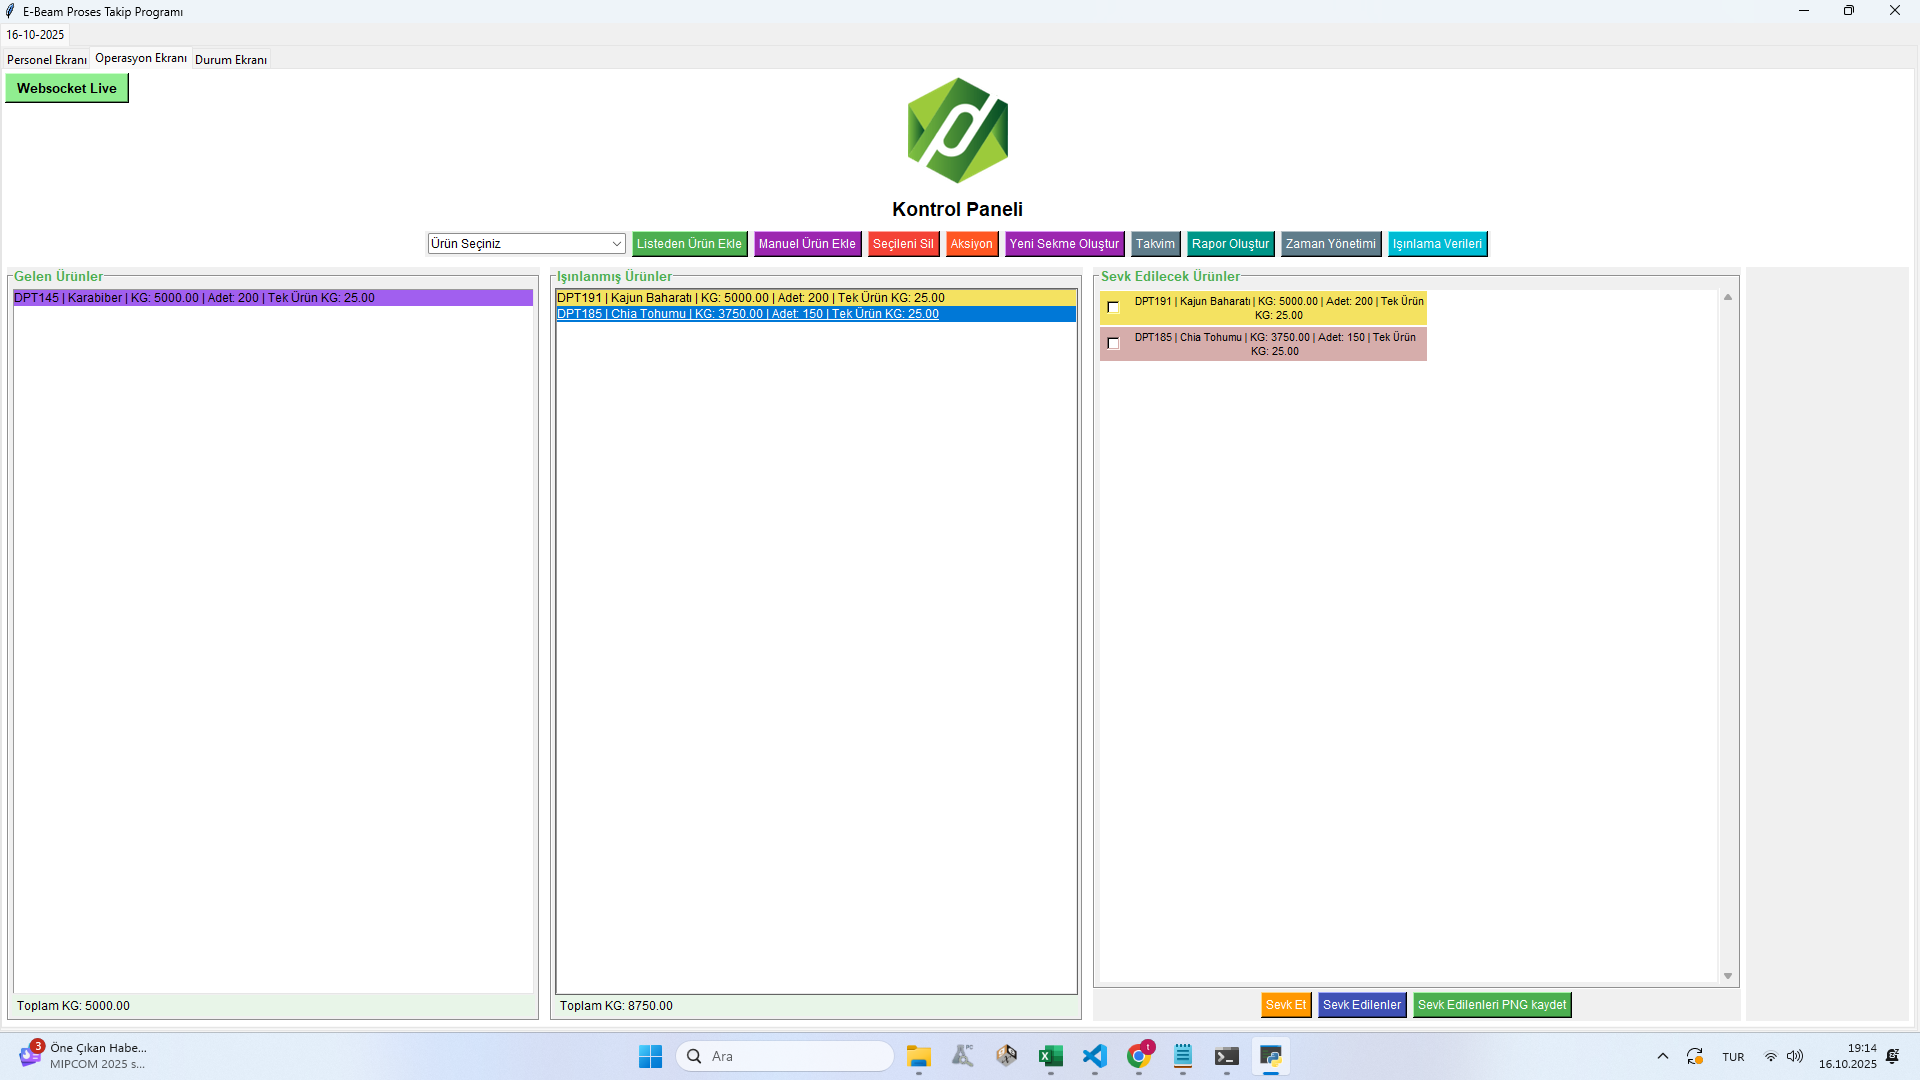 E-Beam Proses Takip Programı
16-10-2025
Personel Ekranı Operasyon Ekranı Durum Ekranı
Websocket Live
Kontrol Paneli
Ürün Seçiniz Listeden Ürün Ekle Manuel Ürün Ekle Seçileni Sil Aksiyon Yeni Sekme Oluştur Takvim Rapor Oluştur Zaman Yönetimi Işınlama Verileri
Gelen Ürünler
DPT145 | Karabiber | KG: 5000.00 | Adet: 200 | Tek Ürün KG: 25.00
Toplam KG: 5000.00
Işınlanmış Ürünler
DPT191 | Kajun Baharatı | KG: 5000.00 | Adet: 200 | Tek Ürün KG: 25.00
DPT185 | Chia Tohumu | KG: 3750.00 | Adet: 150 | Tek Ürün KG: 25.00
Toplam KG: 8750.00
Sevk Edilecek Ürünler
DPT191 | Kajun Baharatı | KG: 5000.00 | Adet: 200 | Tek Ürün
KG: 25.00
DPT185 | Chia Tohumu | KG: 3750.00 | Adet: 150 | Tek Ürün
KG: 25.00
Sevk Et Sevk Edilenler Sevk Edilenleri PNG kaydet
3
Öne Çıkan Habe...
MIPCOM 2025 s...
Ara
PC
t
TUR
19:14
16.10.2025